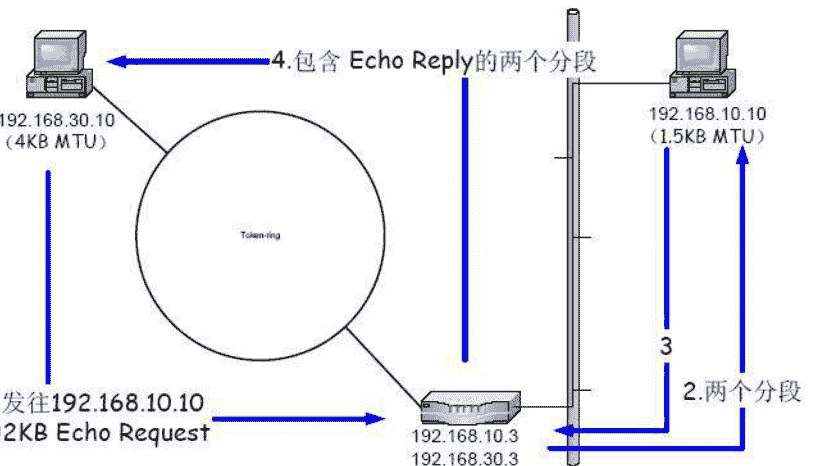 4.包含 Echo Reply的两个分段
192.168.30.10
(4KB MTU)
192.168.10.10
(1.5KB MTU)
Token-ring
3
2.两个分段
发往192.168.10.10
2KB Echo Request
192.168.10.3
192.168.30.3